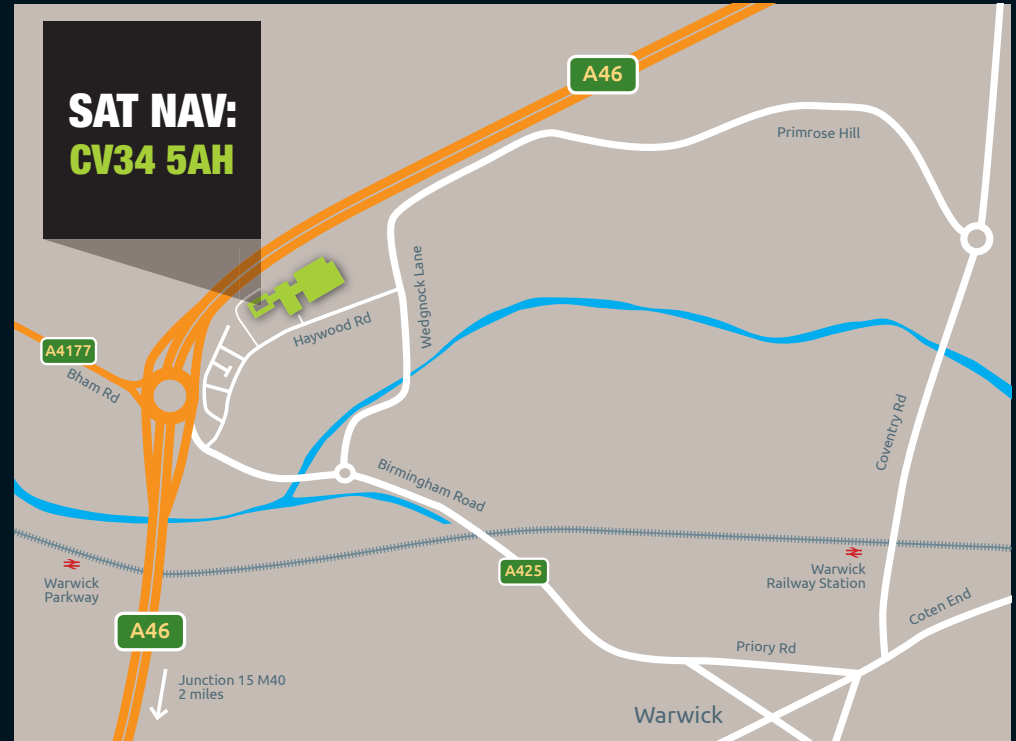 SAT NAV:
CV34 5AH
A46
Primrose Hill
Wedgnock Lane
Haywood Rd
A4177
Bham Rd
Coventry Rd
Birmingham Road
A425
Warwick
Parkway
Warwick
Railway Station
Coten End
A46
Priory Rd
Junction 15 M40
2 miles
Warwick